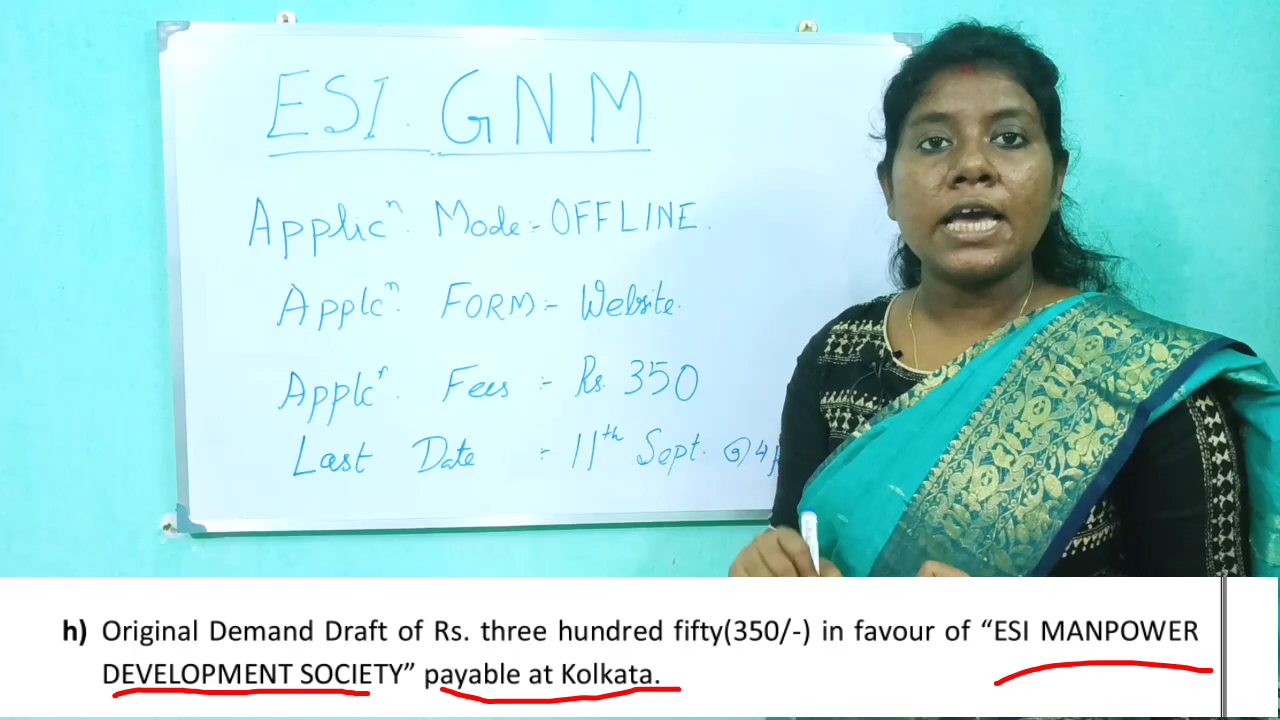 ESI GNM
Applicⁿ. Mode:- OFFLINE.
Applcⁿ. FORM:- Website.
Applcⁿ. Fees :- Rs. 350
Last Date :- 11th Sept. @ 4
h) Original Demand Draft of Rs. three hundred fifty(350/-) in favour of “ESI MANPOWER
DEVELOPMENT SOCIETY” payable at Kolkata.